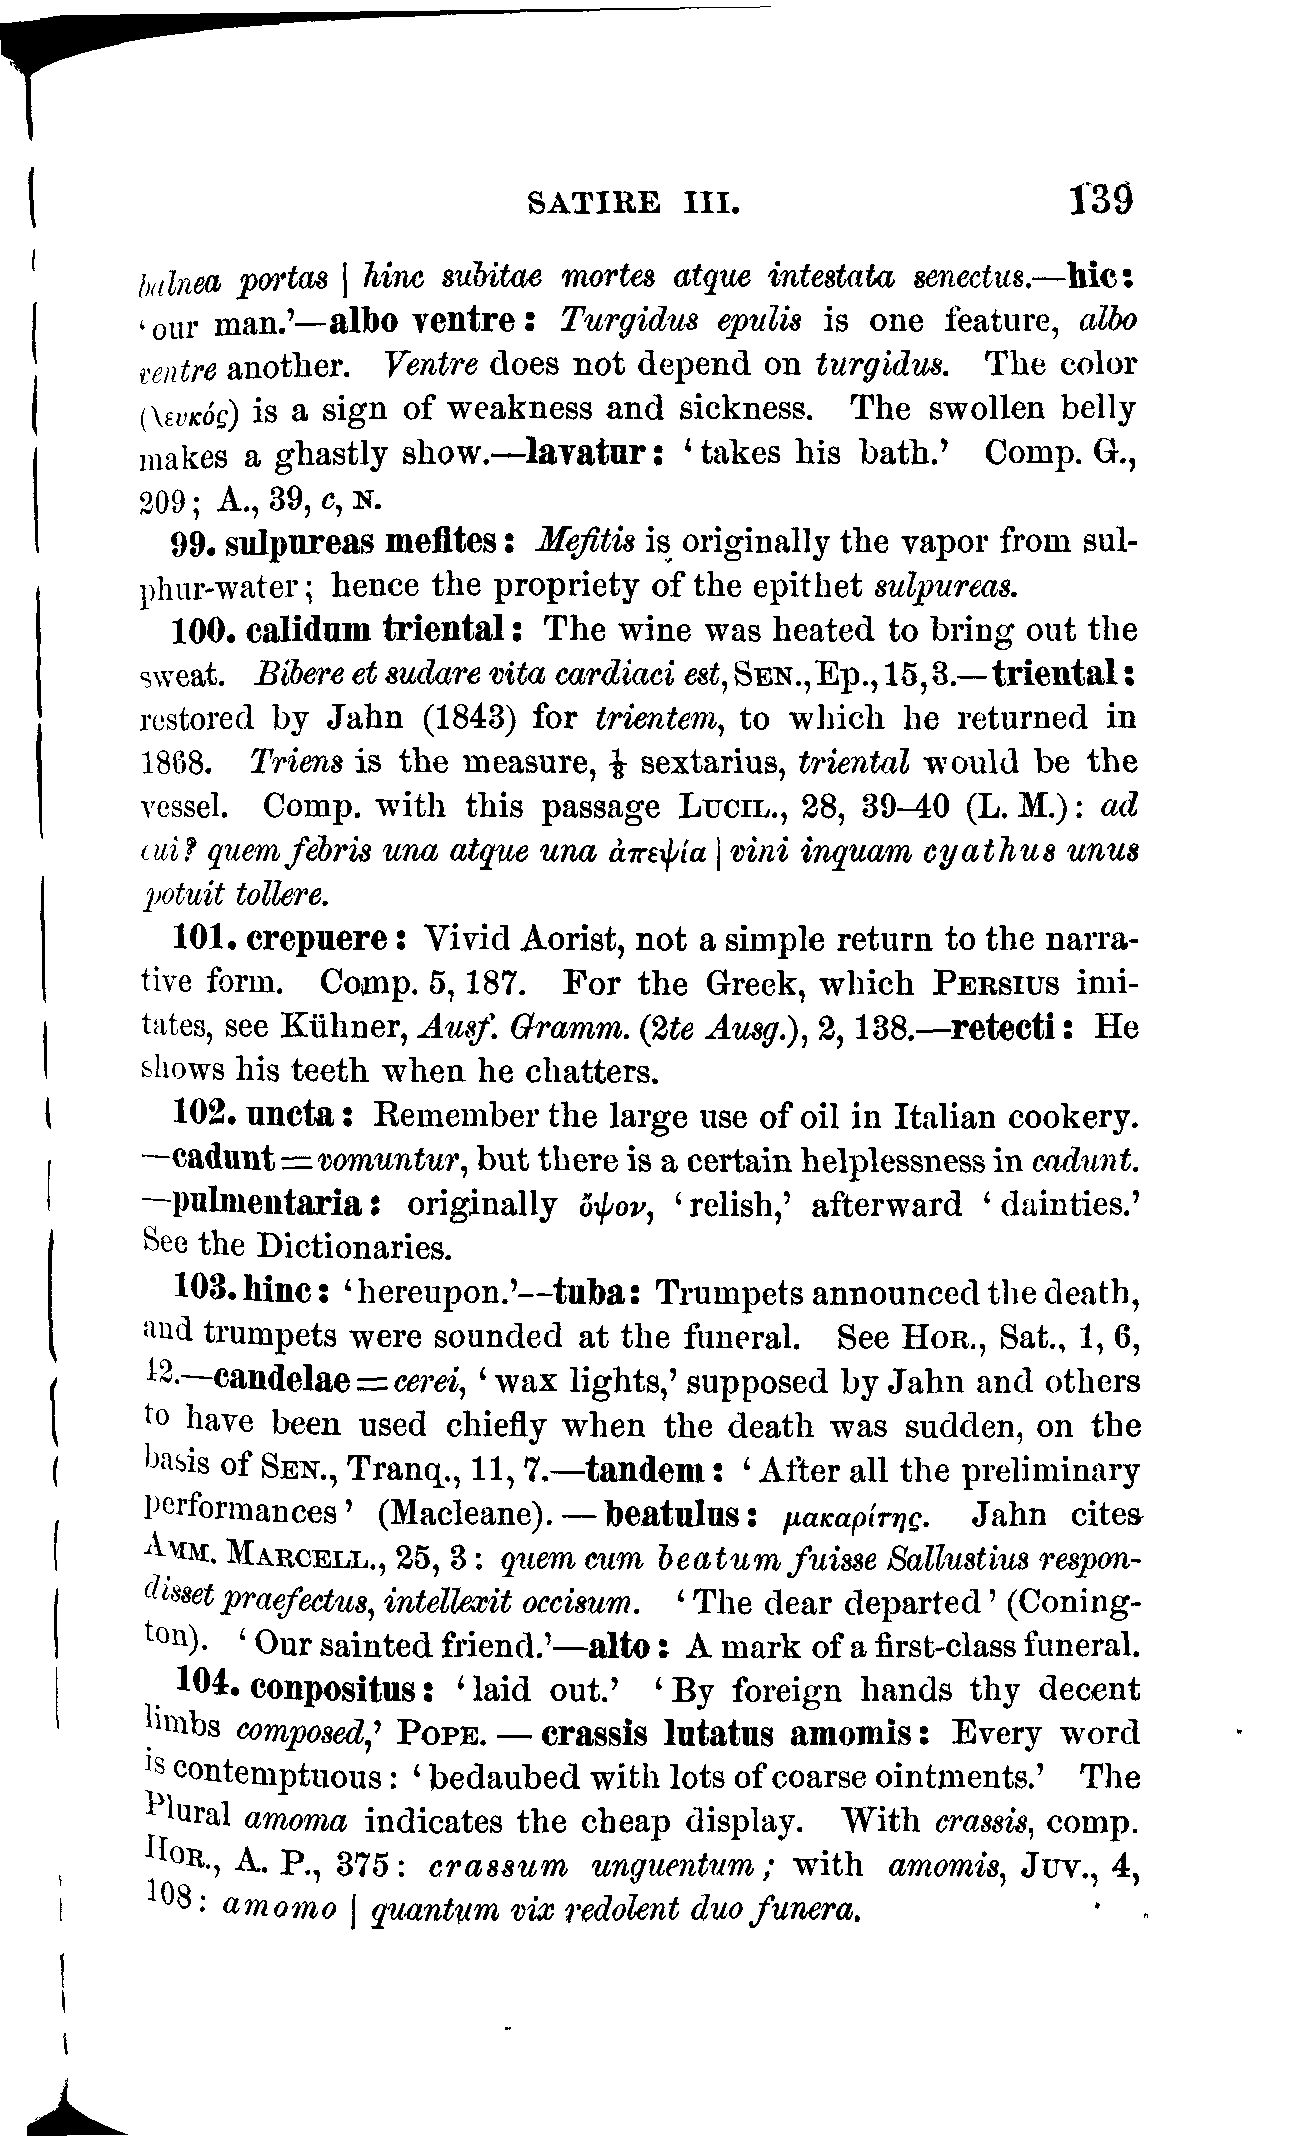 SATIRE III. 139
balnea portas | hinc subitae mortes atque intestata senectus.—hic:
‘our man.’—albo ventre: Turgidus epulis is one feature, albo
ventre another. Ventre does not depend on turgidus. The color
(λευκός) is a sign of weakness and sickness. The swollen belly
makes a ghastly show.—lavatur: ‘takes his bath.’ Comp. G.,
209; A., 39, c, N.
99. sulpureas mefites: Mefitis is originally the vapor from sul-
phur-water; hence the propriety of the epithet sulpureas.
100. calidum triental: The wine was heated to bring out the
sweat. Bibere et sudare vita cardiaci est, SEN., Ep., 15, 3.—triental:
restored by Jahn (1843) for trientem, to which he returned in
1868. Triens is the measure, ⅓ sextarius, triental would be the
vessel. Comp. with this passage LUCIL., 28, 39–40 (L. M.): ad
cui? quem febris una atque una ἀπεψία | vini inquam cyathus unus
potuit tollere.
101. crepuere: Vivid Aorist, not a simple return to the narra-
tive form. Comp. 5, 187. For the Greek, which PERSIUS imi-
tates, see Kühner, Ausf. Gramm. (2te Ausg.), 2, 138.—retecti: He
shows his teeth when he chatters.
102. uncta: Remember the large use of oil in Italian cookery.
—cadunt = vomuntur, but there is a certain helplessness in cadunt.
—pulmentaria: originally ὄψον, ‘relish,’ afterward ‘dainties.’
See the Dictionaries.
103. hinc: ‘hereupon.’—tuba: Trumpets announced the death,
and trumpets were sounded at the funeral. See HOR., Sat., 1, 6,
42.—candelae = cerei, ‘wax lights,’ supposed by Jahn and others
to have been used chiefly when the death was sudden, on the
basis of SEN., Tranq., 11, 7.—tandem: ‘After all the preliminary
performances’ (Macleane).—beatulus: μακαρίτης. Jahn cites
AMM. MARCELL., 25, 3: quem cum beatum fuisse Sallustius respon-
disset praefectus, intellexit occisum. ‘The dear departed’ (Coning-
ton). ‘Our sainted friend.’—alto: A mark of a first-class funeral.
104. conpositus: ‘laid out.’ ‘By foreign hands thy decent
limbs composed,’ POPE.—crassis lutatus amomis: Every word
is contemptuous: ‘bedaubed with lots of coarse ointments.’ The
Plural amoma indicates the cheap display. With crassis, comp.
HOR., A. P., 375: crassum unguentum; with amomis, JUV., 4,
108: amomo | quantum vix redolent duo funera.